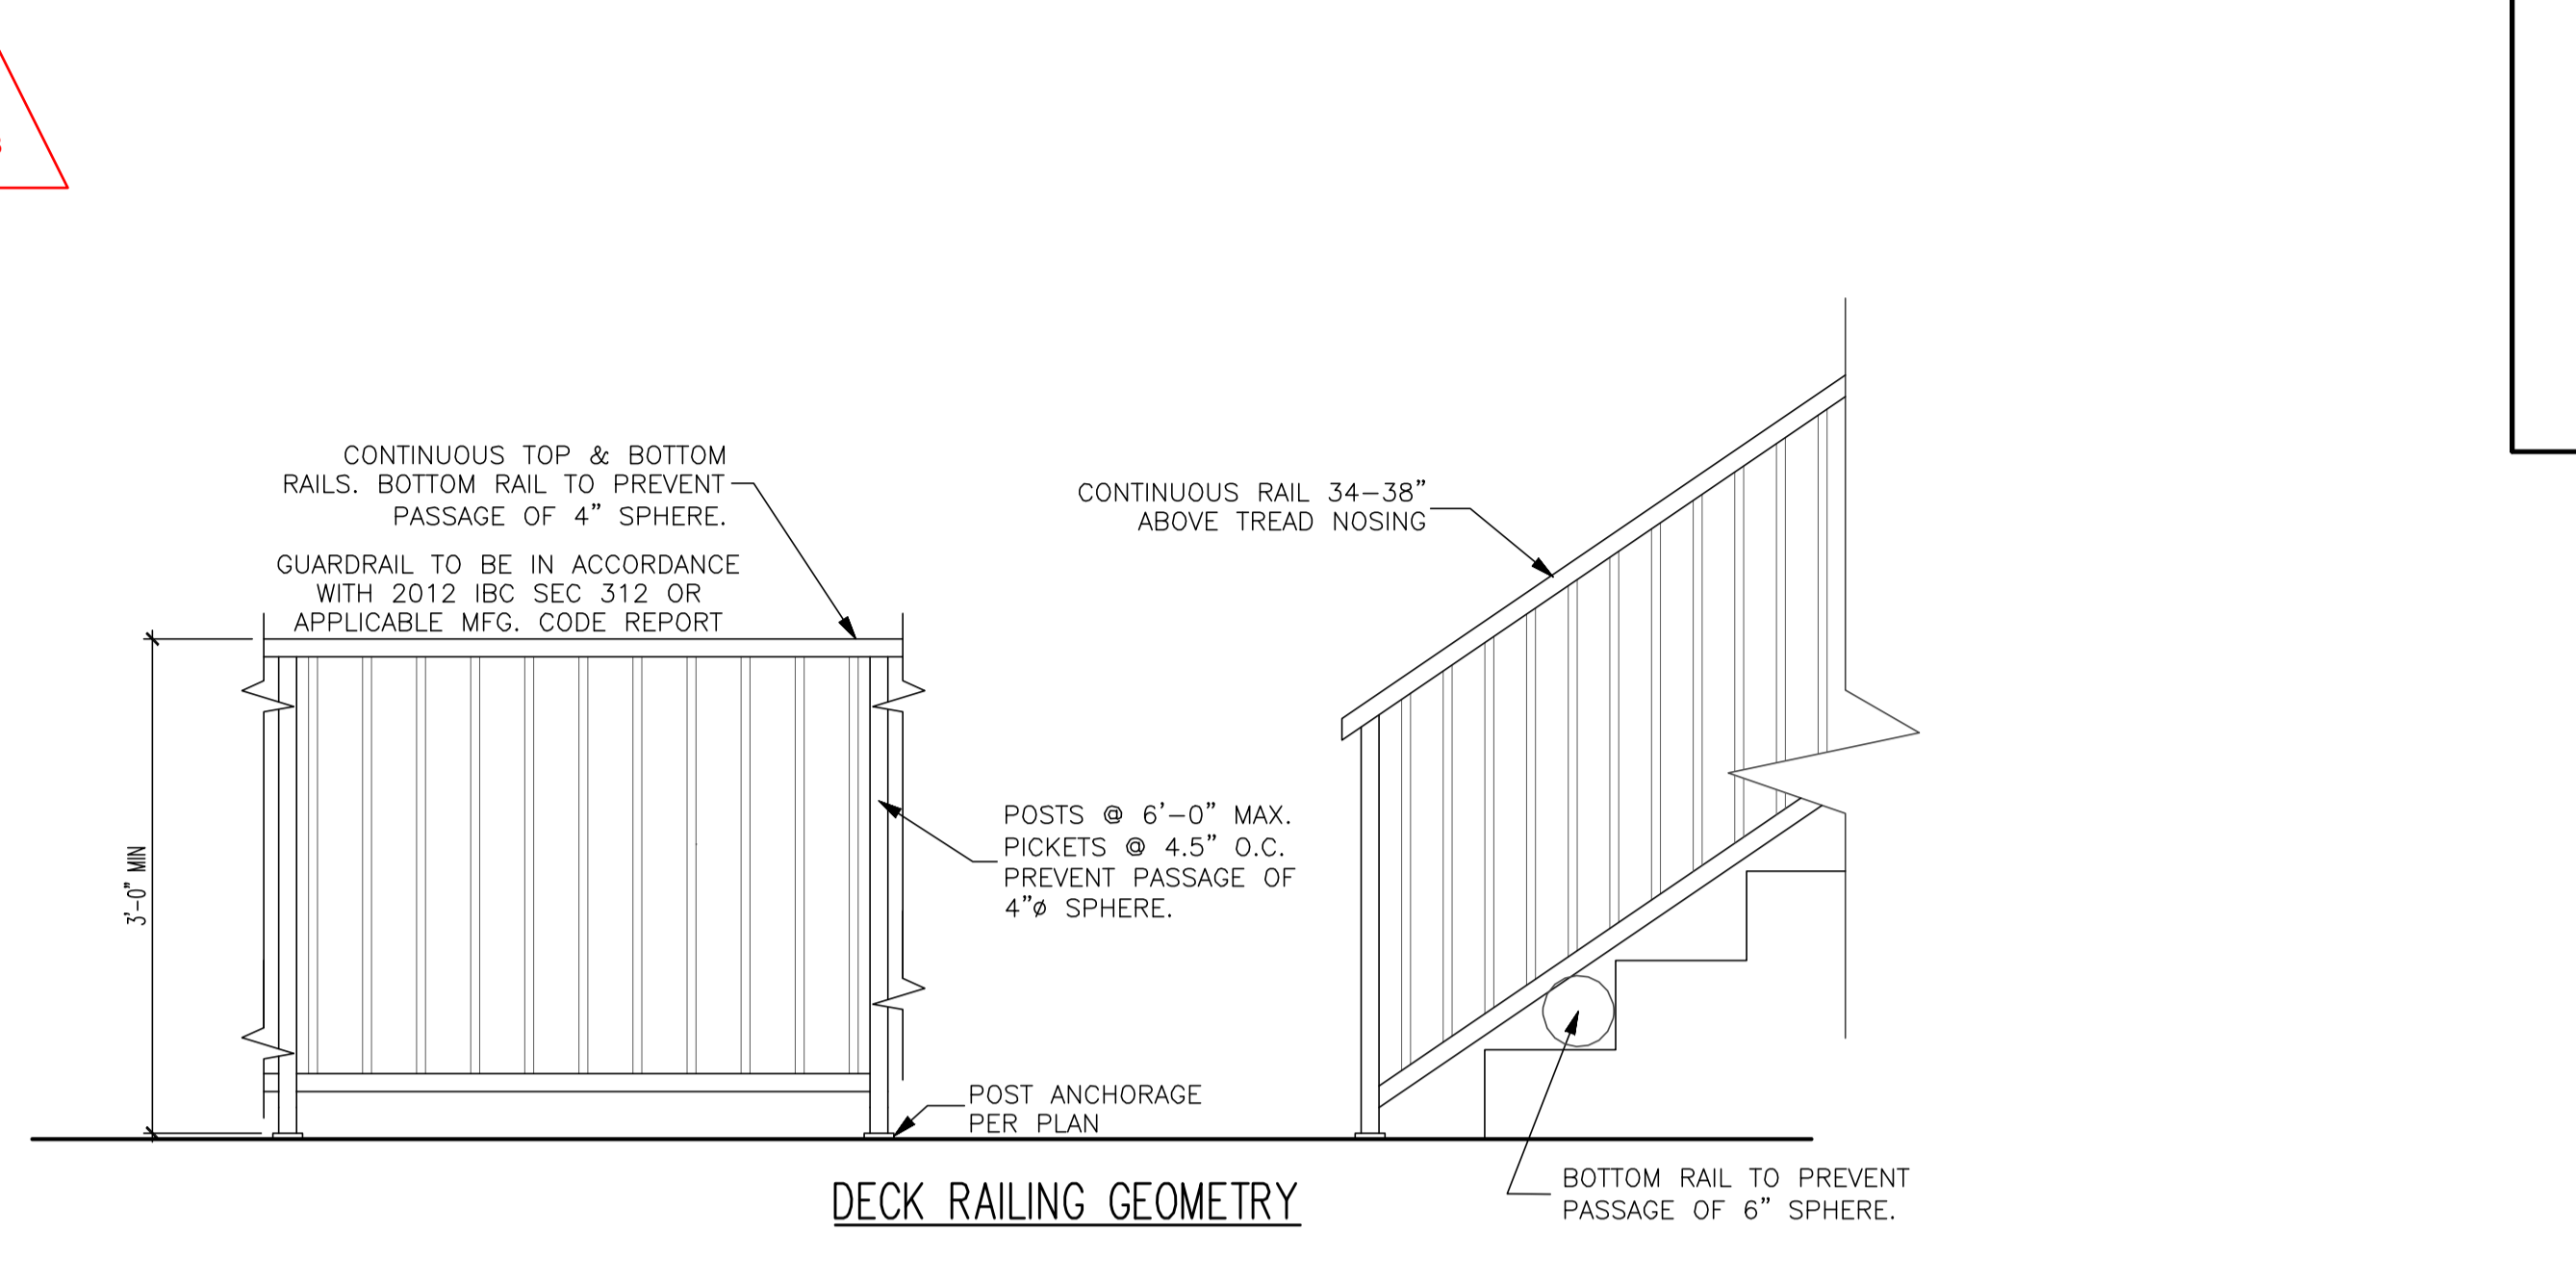 CONTINUOUS TOP & BOTTOM
RAILS. BOTTOM RAIL TO PREVENT
PASSAGE OF 4” SPHERE.
GUARDRAIL TO BE IN ACCORDANCE
WITH 2012 IBC SEC 312 OR
APPLICABLE MFG. CODE REPORT
3'-0" MIN
CONTINUOUS RAIL 34-38”
ABOVE TREAD NOSING
POSTS @ 6’-0” MAX.
PICKETS @ 4.5” O.C.
PREVENT PASSAGE OF
4”ø SPHERE.
POST ANCHORAGE
PER PLAN
BOTTOM RAIL TO PREVENT
PASSAGE OF 6” SPHERE.
DECK RAILING GEOMETRY